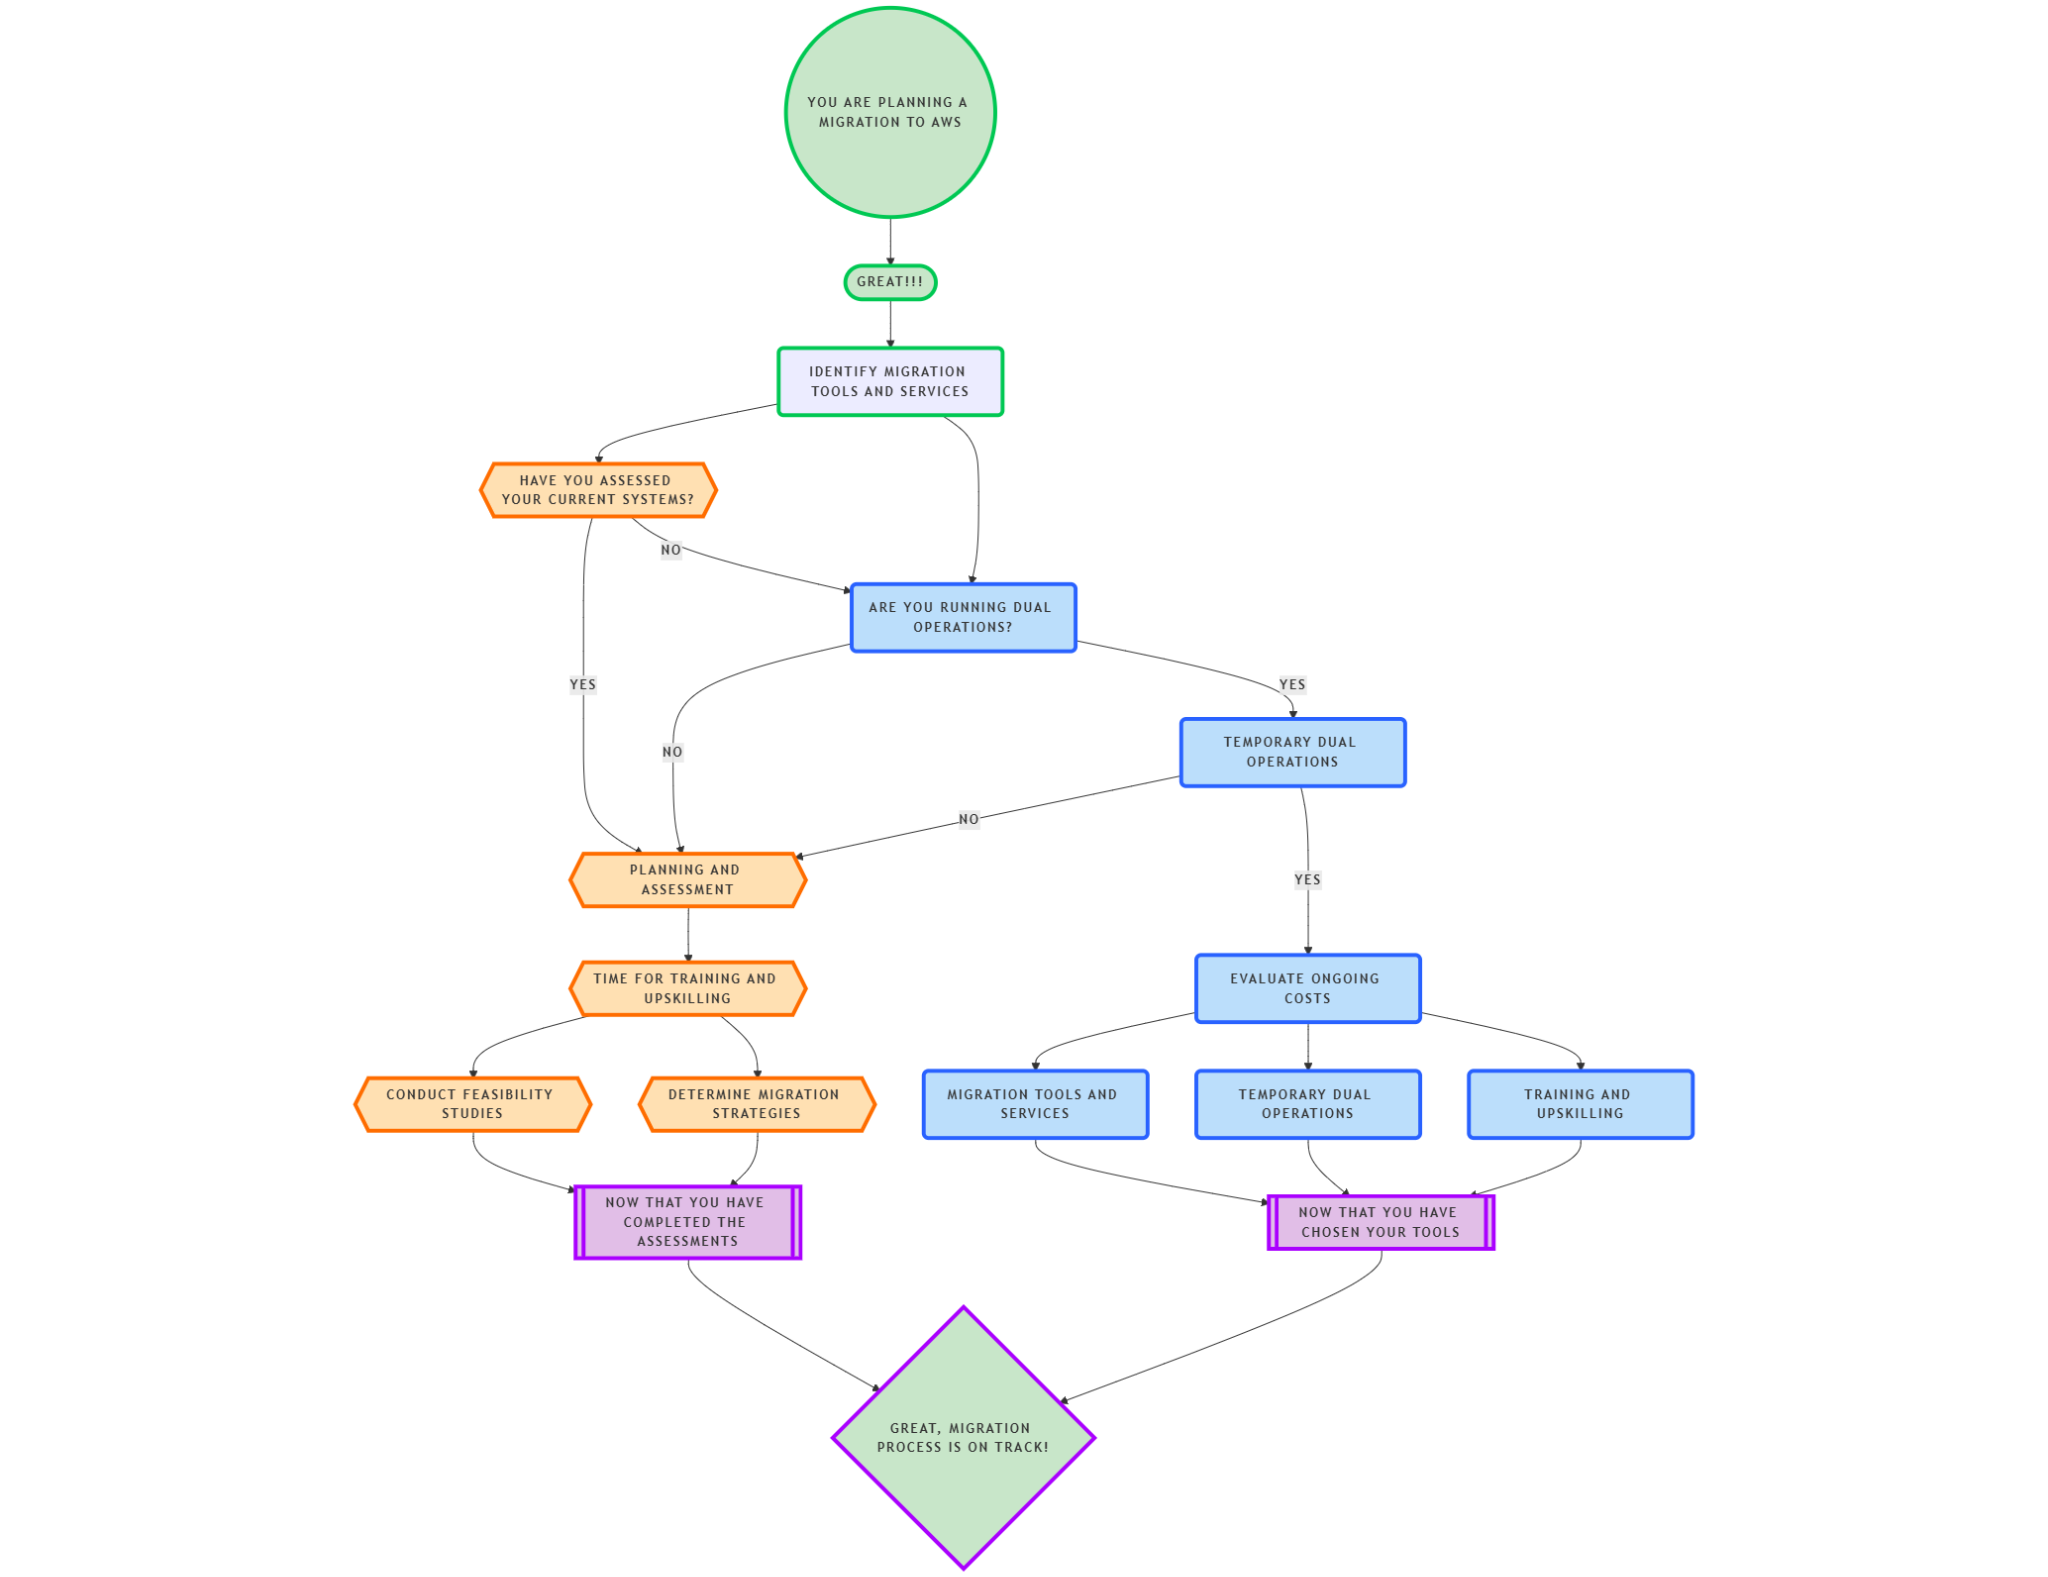 YOU ARE PLANNING A
MIGRATION TO AWS
GREAT!!!
IDENTIFY MIGRATION
TOOLS AND SERVICES
HAVE YOU ASSESSED
YOUR CURRENT SYSTEMS?
NO
ARE YOU RUNNING DUAL
OPERATIONS?
YES
YES
NO
TEMPORARY DUAL
OPERATIONS
NO
YES
PLANNING AND
ASSESSMENT
TIME FOR TRAINING AND
UPSKILLING
EVALUATE ONGOING
COSTS
CONDUCT FEASIBILITY
STUDIES
DETERMINE MIGRATION
STRATEGIES
MIGRATION TOOLS AND
SERVICES
TEMPORARY DUAL
OPERATIONS
TRAINING AND
UPSKILLING
NOW THAT YOU HAVE
COMPLETED THE
ASSESSMENTS
NOW THAT YOU HAVE
CHOSEN YOUR TOOLS
GREAT, MIGRATION
PROCESS IS ON TRACK!